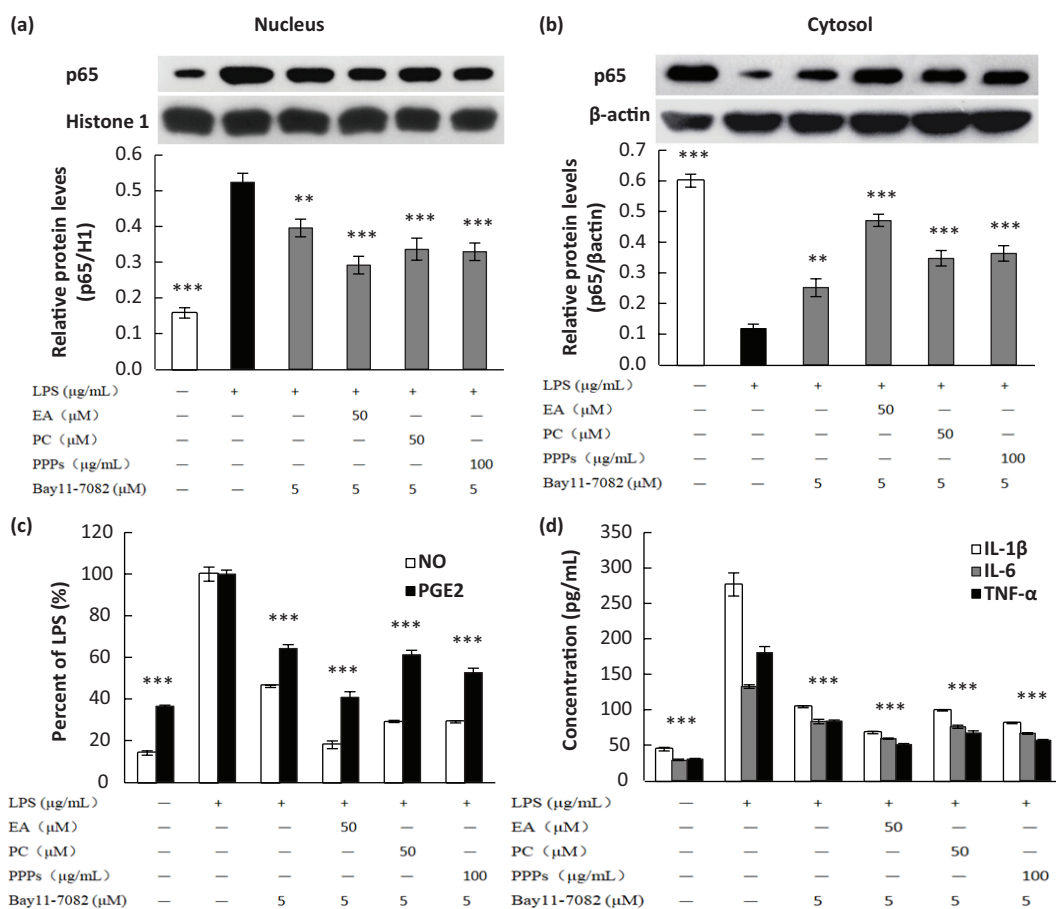 (a) Nucleus
p65
Histone 1
Relative protein levels
(p65/H1)
0.6
0.5
0.4
0.3
0.2
0.1
0.0
*** ** *** *** ***
LPS (μg/mL) — + + + + +
EA（μM） — — — 50 — —
PC（μM） — — — — 50 —
PPPs（μg/mL） — — — — — 100
Bay11-7082 (μM) — — 5 5 5 5
(b) Cytosol
p65
β-actin
Relative protein levels
(p65/βactin)
0.7
0.6
0.5
0.4
0.3
0.2
0.1
0.0
*** ** *** *** ***
LPS (μg/mL) — + + + + +
EA（μM） — — — 50 — —
PC（μM） — — — — 50 —
PPPs（μg/mL） — — — — — 100
Bay11-7082 (μM) — — 5 5 5 5
(c)
Percent of LPS (%)
120
100
80
60
40
20
0
NO
PGE2
*** *** *** *** ***
LPS (μg/mL） — + + + + +
EA（μM） — — — 50 — —
PC（μM） — — — — 50 —
PPPs（μg/mL） — — — — — 100
Bay11-7082 (μM) — — 5 5 5 5
(d)
Concentration (pg/mL)
350
300
250
200
150
100
50
0
IL-1β
IL-6
TNF-α
*** *** *** *** ***
LPS (μg/mL） — + + + + +
EA（μM） — — — 50 — —
PC（μM） — — — — 50 —
PPPs（μg/mL） — — — — — 100
Bay11-7082 (μM) — — 5 5 5 5